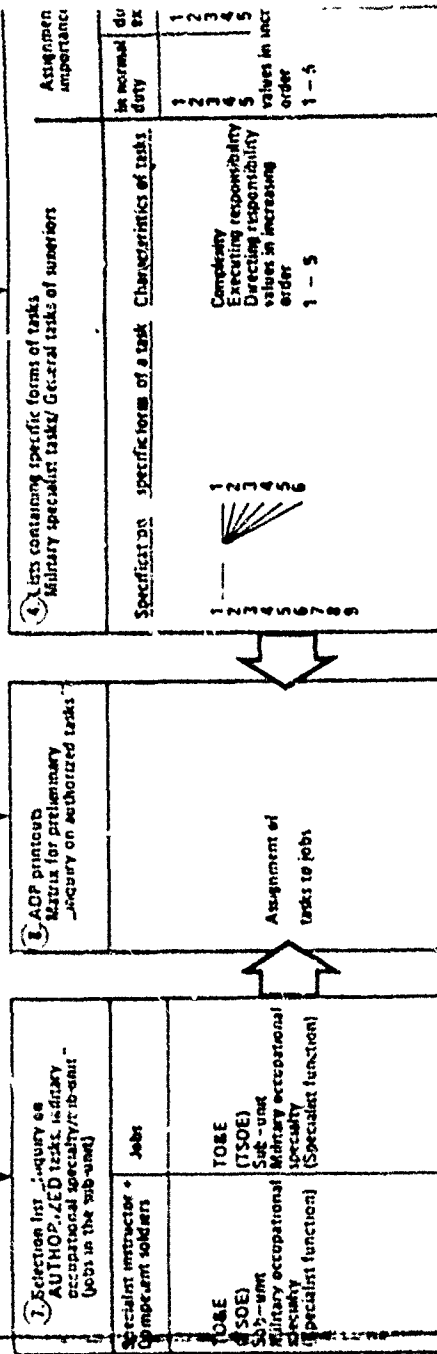 7. Selection list "Inquiry on
AUTHORIZED tasks, military
occupational specialty/sub-unit"
(jobs in the sub-unit)
Specialist instructor +
Competent soldiers
Jobs
TO&E
(TSOE)
Sub-unit
Military occupational
specialty
(Specialist function)
TO&E
(TSOE)
Sub-unit
Military occupational
specialty
(Specialist function)
8. ADP printouts
Matrix for preliminary
"inquiry on authorized tasks"
Assignment of
tasks to jobs
4. Lists containing specific forms of tasks
Military specialist tasks/ General tasks of superiors
Specification
specific forms of a task
Characteristics of tasks
1
2
3
4
5
6
7
8
9
1
2
3
4
5
6
Complexity
Executing responsibility
Directing responsibility
values in increasing
order
1 – 5
Assignmen
importance
in normal
duty
du
ex
1
2
3
4
5
values in incr
order
1 – 5
1
2
3
4
5